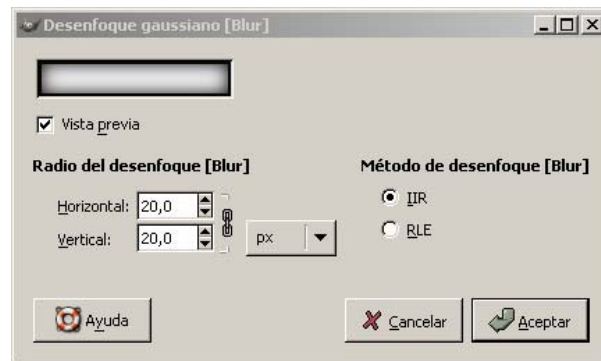 Desenfoque gaussiano [Blur]
Vista previa
Radio del desenfoque [Blur]
Método de desenfoque [Blur]
Horizontal: 20,0
IIR
Vertical: 20,0
px
RLE
Ayuda
Cancelar
Aceptar